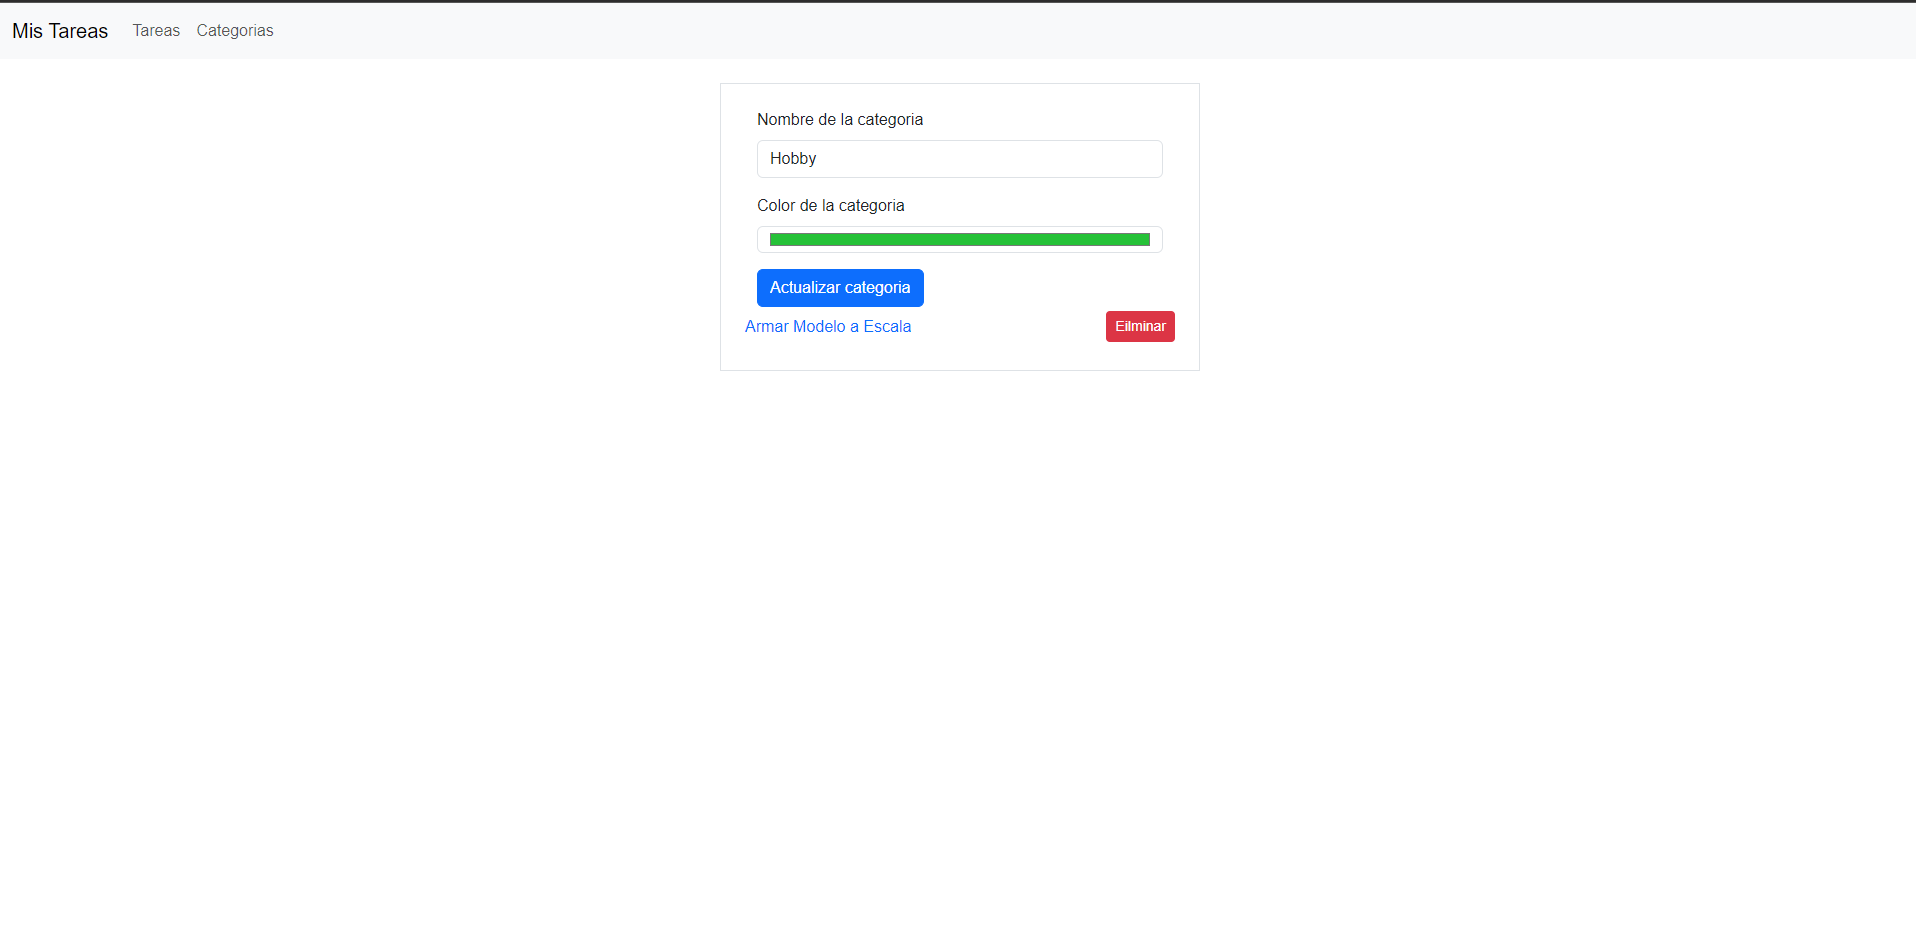 Mis Tareas Tareas Categorias
Nombre de la categoria
Hobby
Color de la categoria
Actualizar categoria
Armar Modelo a Escala Eilminar